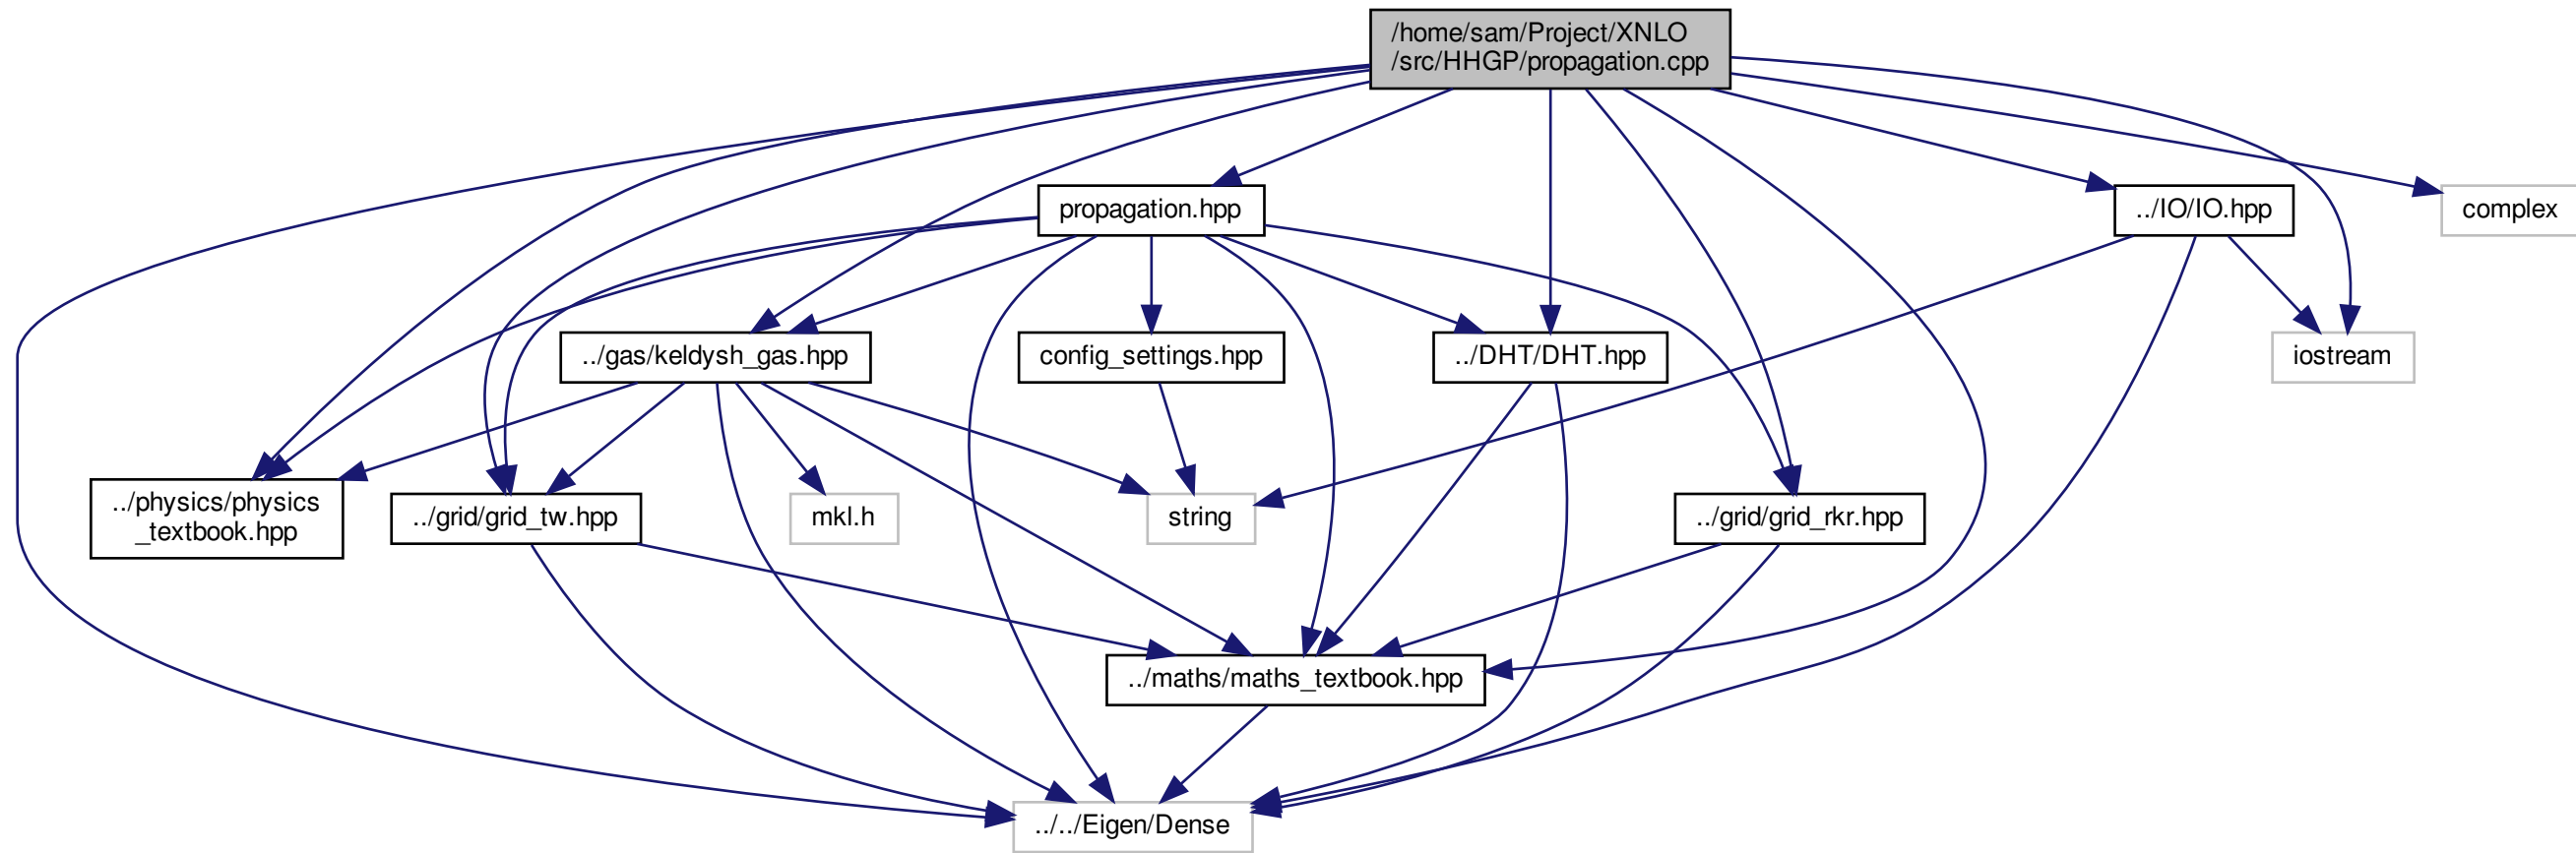 /home/sam/Project/XNLO
/src/HHGP/propagation.cpp
propagation.hpp
../IO/IO.hpp
complex
../gas/keldysh_gas.hpp
config_settings.hpp
../DHT/DHT.hpp
iostream
../physics/physics
_textbook.hpp
../grid/grid_tw.hpp
mkl.h
string
../grid/grid_rkr.hpp
../maths/maths_textbook.hpp
../../Eigen/Dense